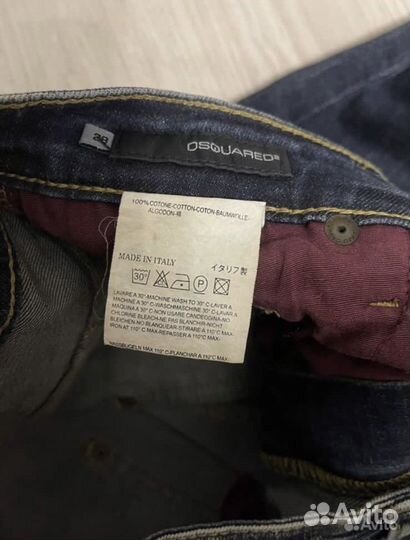 38
DSQUARED²
100% COTONE-COTTON-COTON-BAUMWOLLE-
ALGODON-綿
MADE IN ITALY
イタリア製
30°
P
LAVARE A 30°-MACHINE WASH TO 30° C-LAVER A
MACHINE A 30° C-WASCHMASCHINE 30° C-LAVAR A
MAQUINA A 30° C-NON USARE CANDEGGINA-NO
CHLORINE BLEACH-NE PAS BLANCHIR-NICHT
BLEICHEN-NO BLANQUEAR-STIRARE A 110°C MAX-
IRON AT 110°C MAX-REPASSER A 110°C MAX-
HABBUGELN MAX 110°C-PLANCHAR A 110°C MAX
Avito